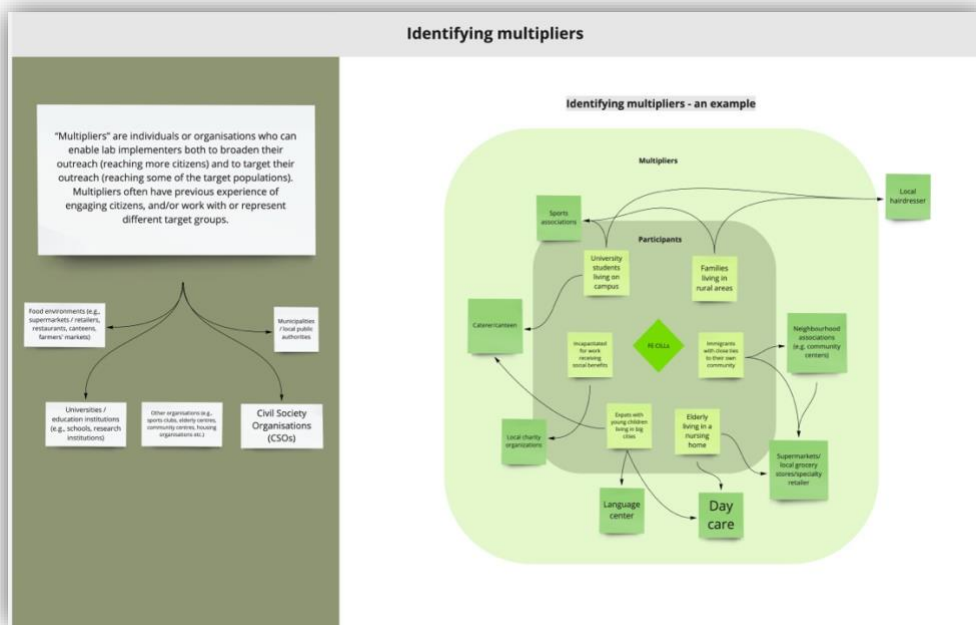 Identifying multipliers
"Multipliers" are individuals or organisations who can
enable lab implementers both to broaden their
outreach (reaching more citizens) and to target their
outreach (reaching some of the target populations).
Multipliers often have previous experience of
engaging citizens, and/or work with or represent
different target groups.
Food environments (e.g.,
supermarkets / retailers,
restaurants, canteens,
farmers' markets)
Municipalities
/ local public
authorities
Universities /
education institutions
(e.g., schools, research
institutions)
Other organisations (e.g.,
sports clubs, elderly centres,
community centres, housing
organisations etc.)
Civil Society
Organisations
(CSOs)
Identifying multipliers - an example
Multipliers
Local
hairdresser
Sports
associations
Participants
University
students
living on
campus
Families
living in
rural areas
Caterer/canteen
Incapacitated
for work
receiving
social benefits
Immigrants
with close ties
to their own
community
Neighbourhood
associations
(e.g. community
centers)
Local charity
organizations
Expats with
young children
living in big
cities
Elderly
living in a
nursing
home
Supermarkets/
local grocery
stores/specialty
retailer
Language
center
Day
care